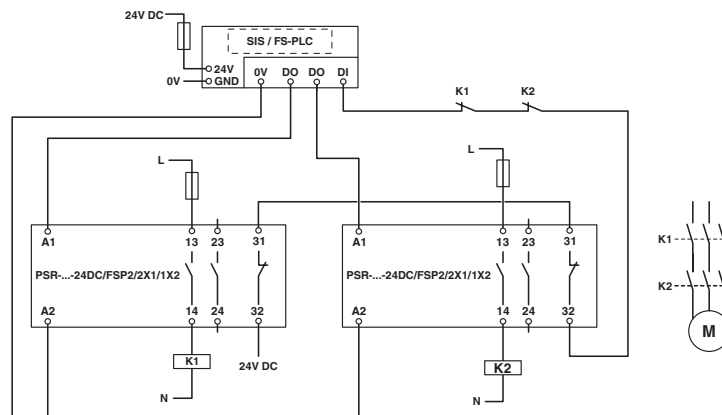 24V DC
SIS / FS-PLC
24V
0V
GND
0V DO DO DI
K1 K2
L
L
A1 13 23 31
A1 13 23 31
PSR-...-24DC/FSP2/2X1/1X2
PSR-...-24DC/FSP2/2X1/1X2
A2 14 24 32
A2 14 24 32
K1
24V DC
K2
N
N
K1
K2
M